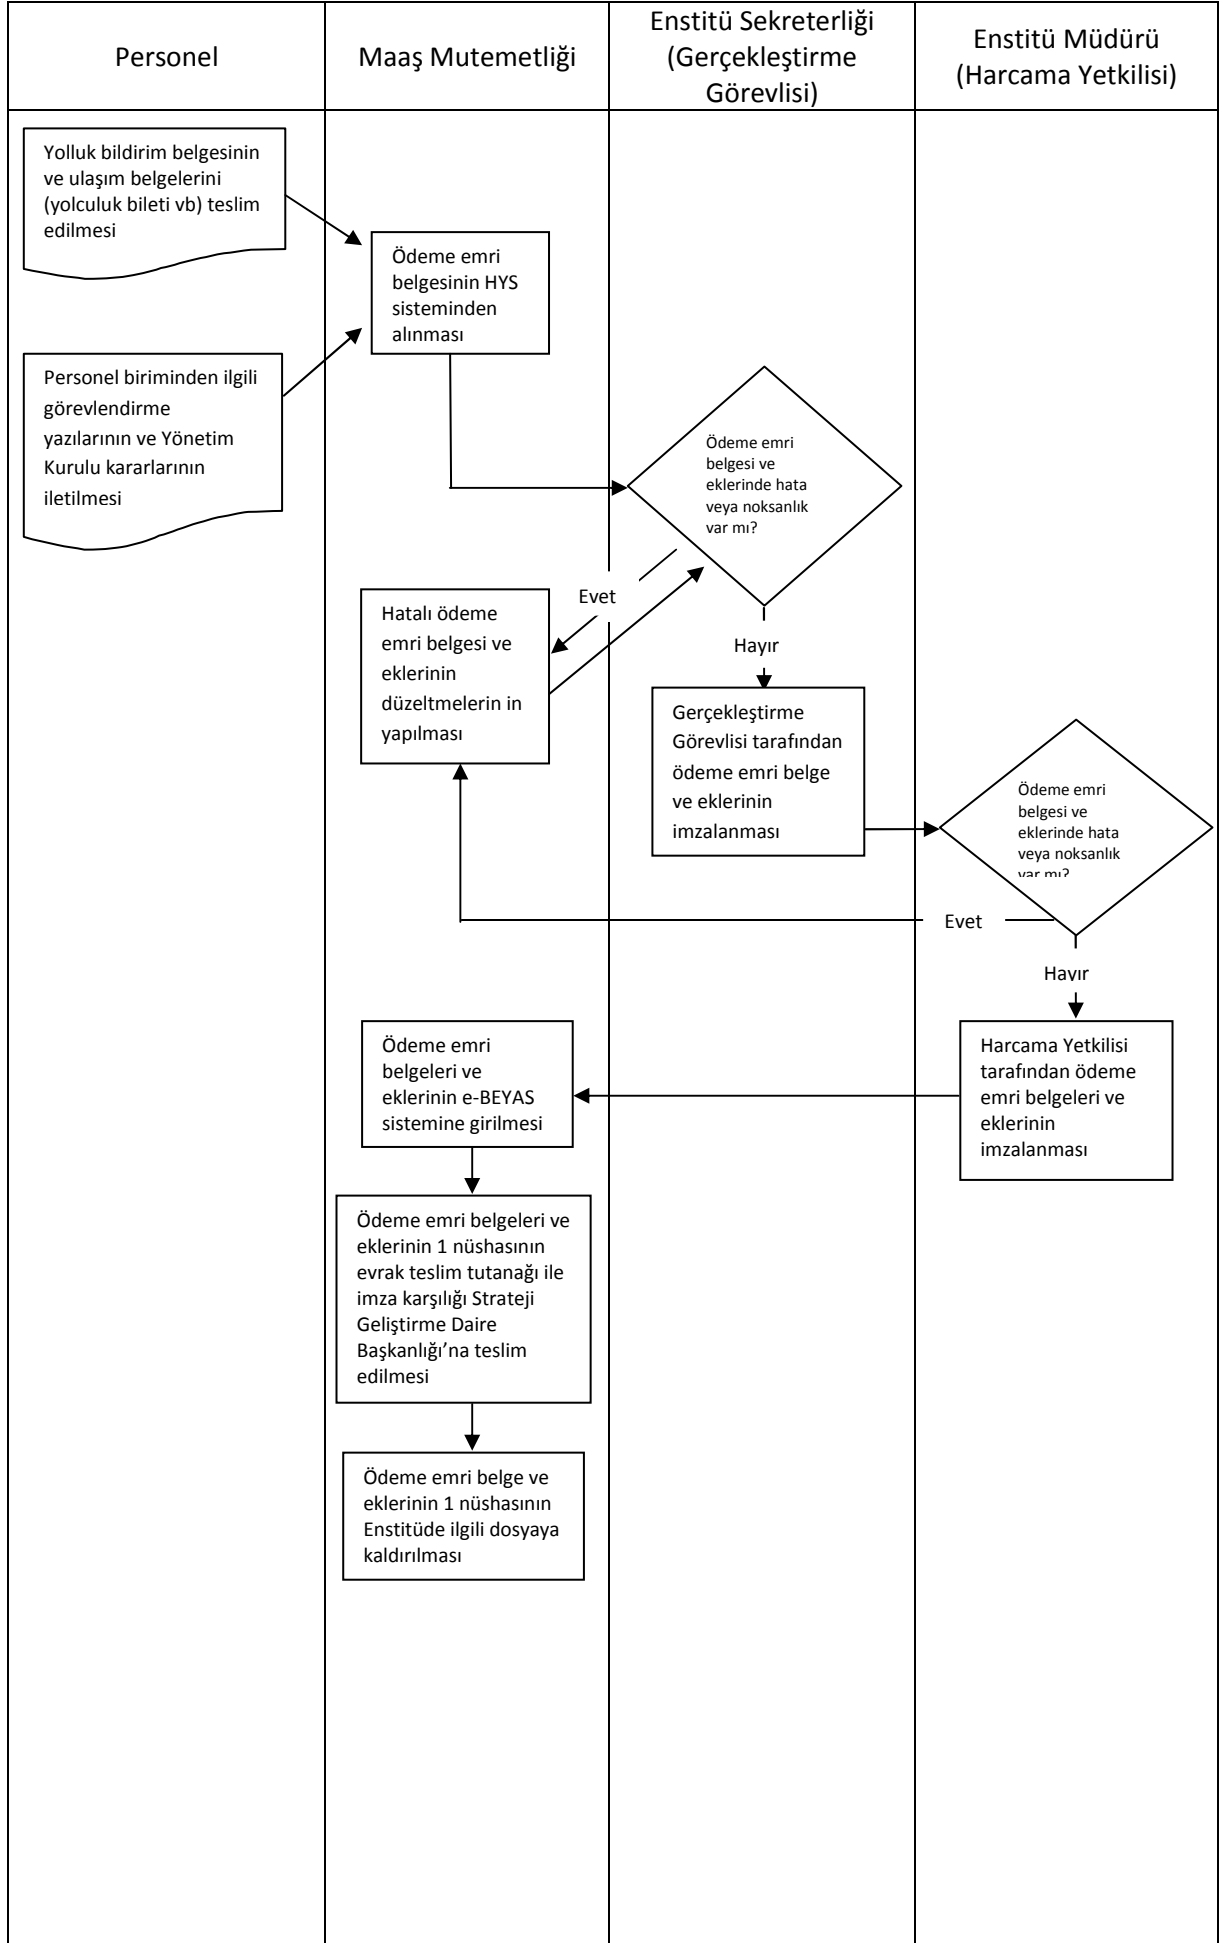 Personel
Maaş Mutemetliği
Enstitü Sekreterliği
(Gerçekleştirme
Görevlisi)
Enstitü Müdürü
(Harcama Yetkilisi)
Yolluk bildirim belgesinin
ve ulaşım belgelerini
(yolculuk bileti vb) teslim
edilmesi
Ödeme emri
belgesinin HYS
sisteminden
alınması
Personel biriminden ilgili
görevlendirme
yazılarının ve Yönetim
Kurulu kararlarının
iletilmesi
Ödeme emri
belgesi ve
eklerinde hata
veya noksanlık
var mı?
Evet
Hatalı ödeme
emri belgesi ve
eklerinin
düzeltmelerin in
yapılması
Hayır
Gerçekleştirme
Görevlisi tarafından
ödeme emri belge
ve eklerinin
imzalanması
Ödeme emri
belgesi ve
eklerinde hata
veya noksanlık
var mı?
Evet
Hayır
Harcama Yetkilisi
tarafından ödeme
emri belgeleri ve
eklerinin
imzalanması
Ödeme emri
belgeleri ve
eklerinin e-BEYAS
sistemine girilmesi
Ödeme emri belgeleri ve
eklerinin 1 nüshasının
evrak teslim tutanağı ile
imza karşılığı Strateji
Geliştirme Daire
Başkanlığı’na teslim
edilmesi
Ödeme emri belge ve
eklerinin 1 nüshasının
Enstitüde ilgili dosyaya
kaldırılması